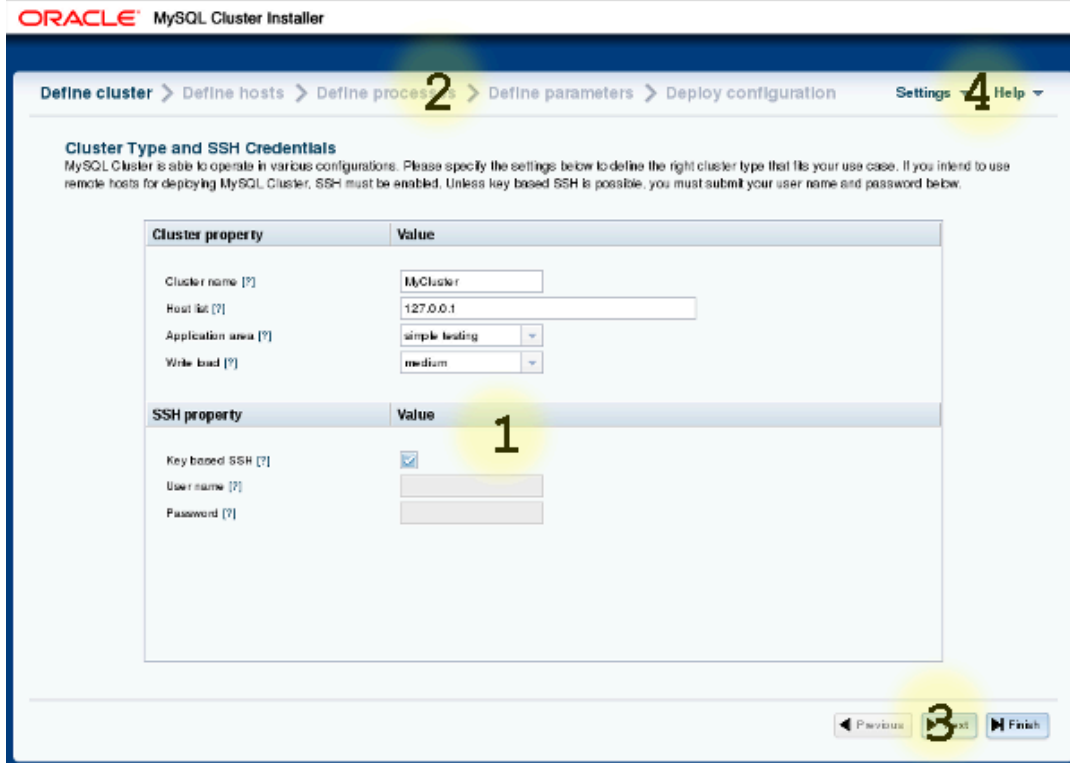 ORACLE MySQL Cluster Installer
Define cluster > Define hosts > Define processes > Define parameters > Deploy configuration Settings Help
2
4
Cluster Type and SSH Credentials
MySQL Cluster is able to operate in various configurations. Please specify the settings below to define the right cluster type that fits your use case. If you intend to use
remote hosts for deploying MySQL Cluster, SSH must be enabled. Unless key based SSH is possible, you must submit your user name and password below.
Cluster property Value
Cluster name [?] MyCluster
Host list [?] 127.0.0.1
Application area [?] simple testing
Write load [?] medium
SSH property Value
1
Key based SSH [?]
User name [?]
Password [?]
Previous Next Finish
3